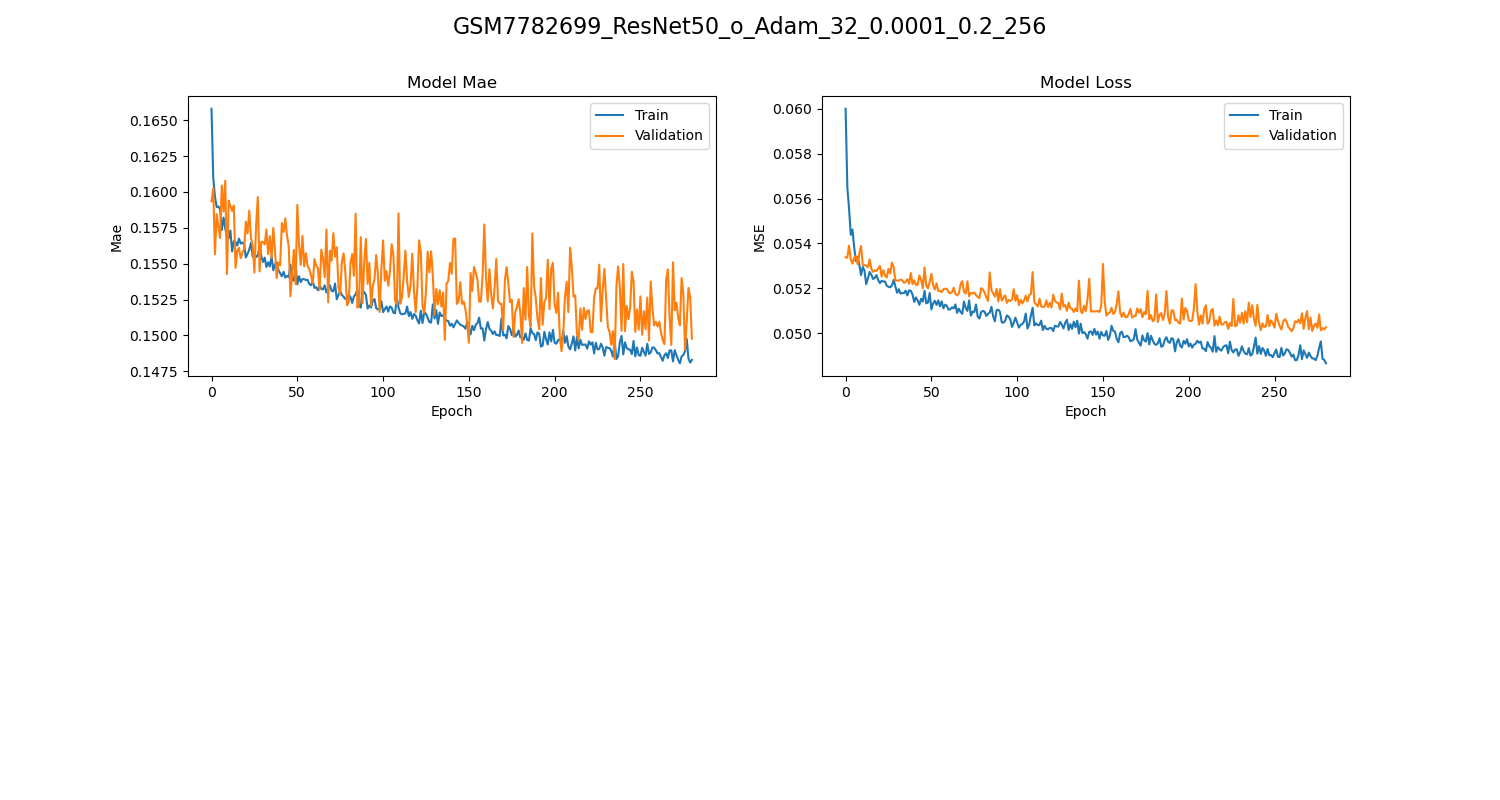 GSM7782699_ResNet50_o_Adam_32_0.0001_0.2_256
Model Mae
Train
Validation
0.1650
0.1625
0.1600
0.1575
0.1550
0.1525
0.1500
0.1475
Mae
0 50 100 150 200 250
Epoch
Model Loss
Train
Validation
0.060
0.058
0.056
0.054
0.052
0.050
MSE
0 50 100 150 200 250
Epoch